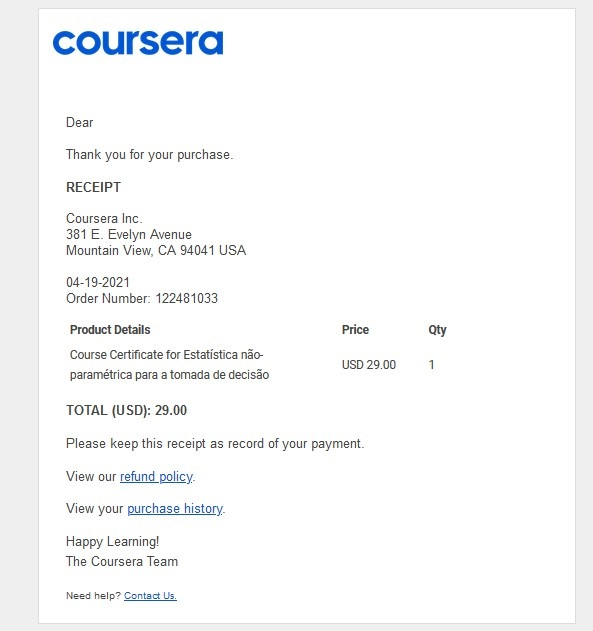 coursera
Dear
Thank you for your purchase.
RECEIPT
Coursera Inc.
381 E. Evelyn Avenue
Mountain View, CA 94041 USA
04-19-2021
Order Number: 122481033
Product Details Price Qty
Course Certificate for Estatística não-
paramétrica para a tomada de decisão USD 29.00 1
TOTAL (USD): 29.00
Please keep this receipt as record of your payment.
View our refund policy.
View your purchase history.
Happy Learning!
The Coursera Team
Need help? Contact Us.